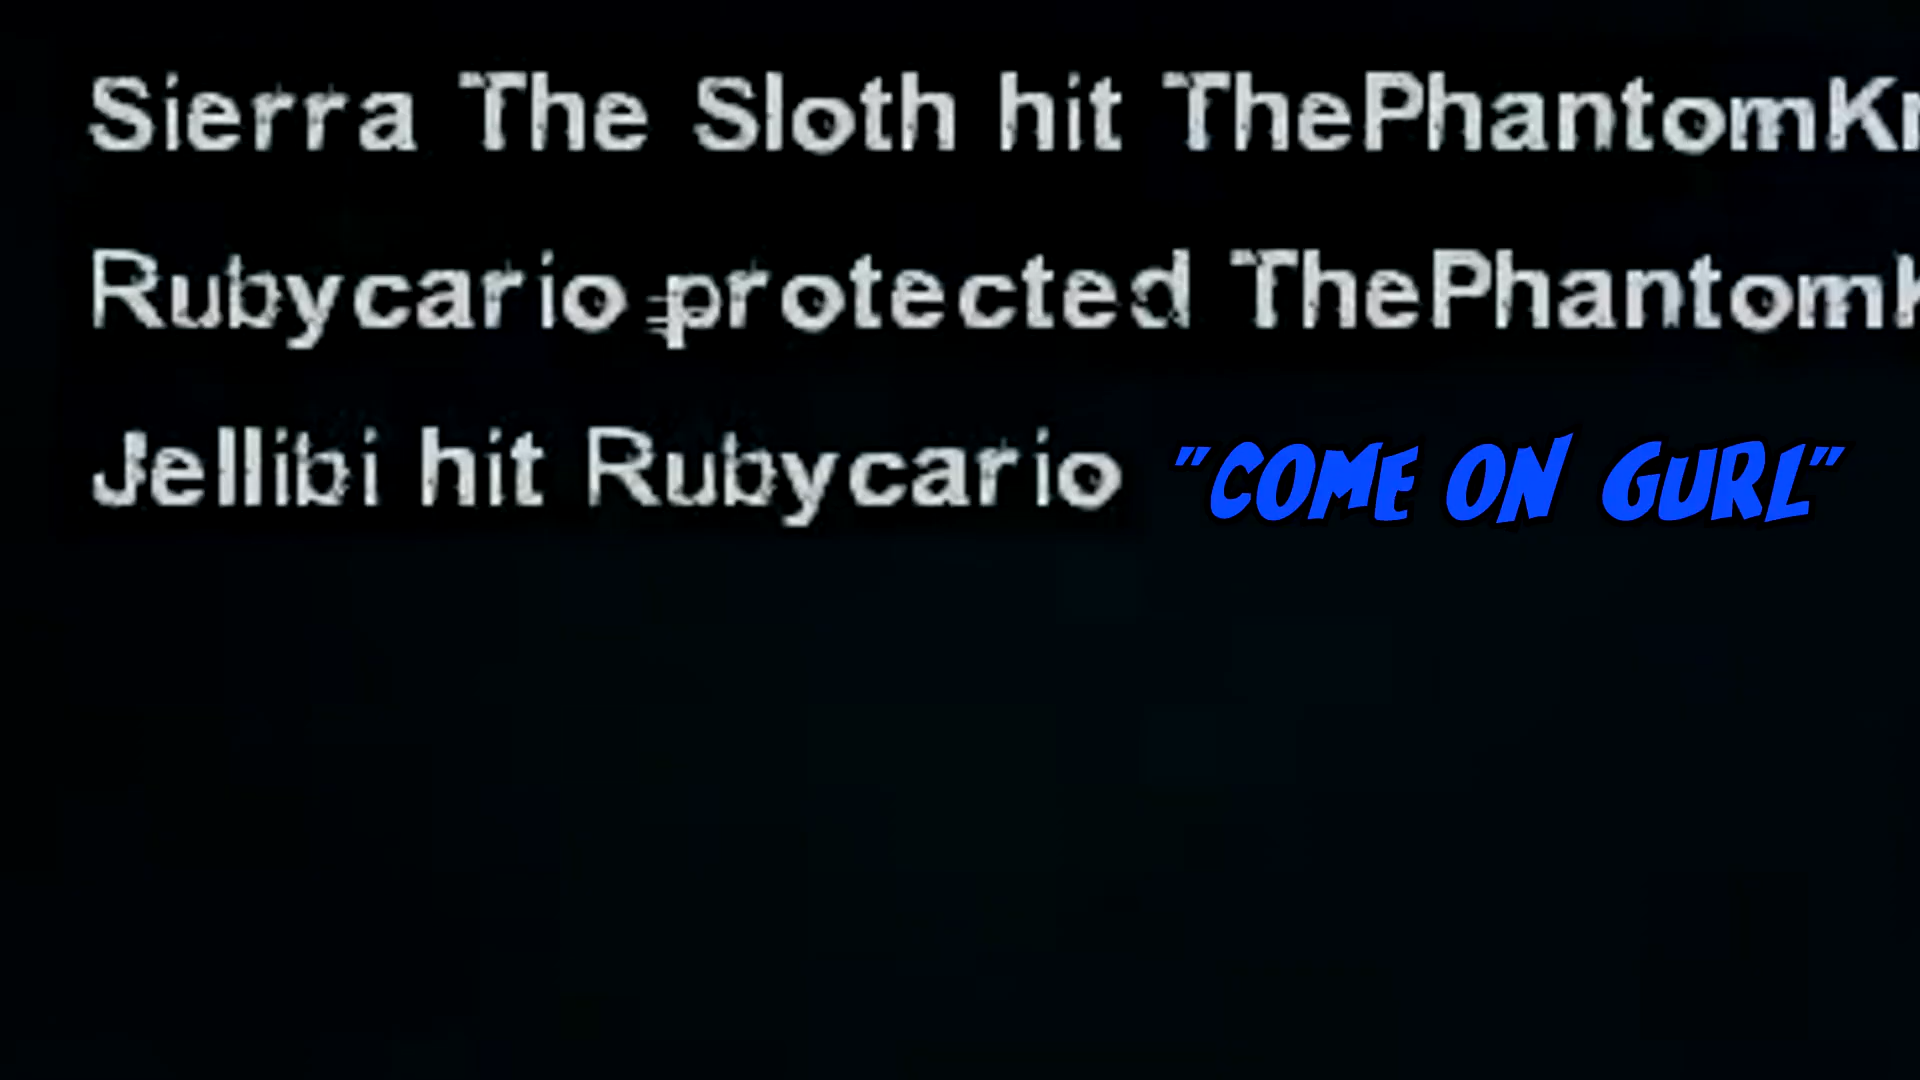 Sierra The Sloth hit ThePhantomK
Rubycario protected ThePhantom
Jellibi hit Rubycario "COME ON GURL"